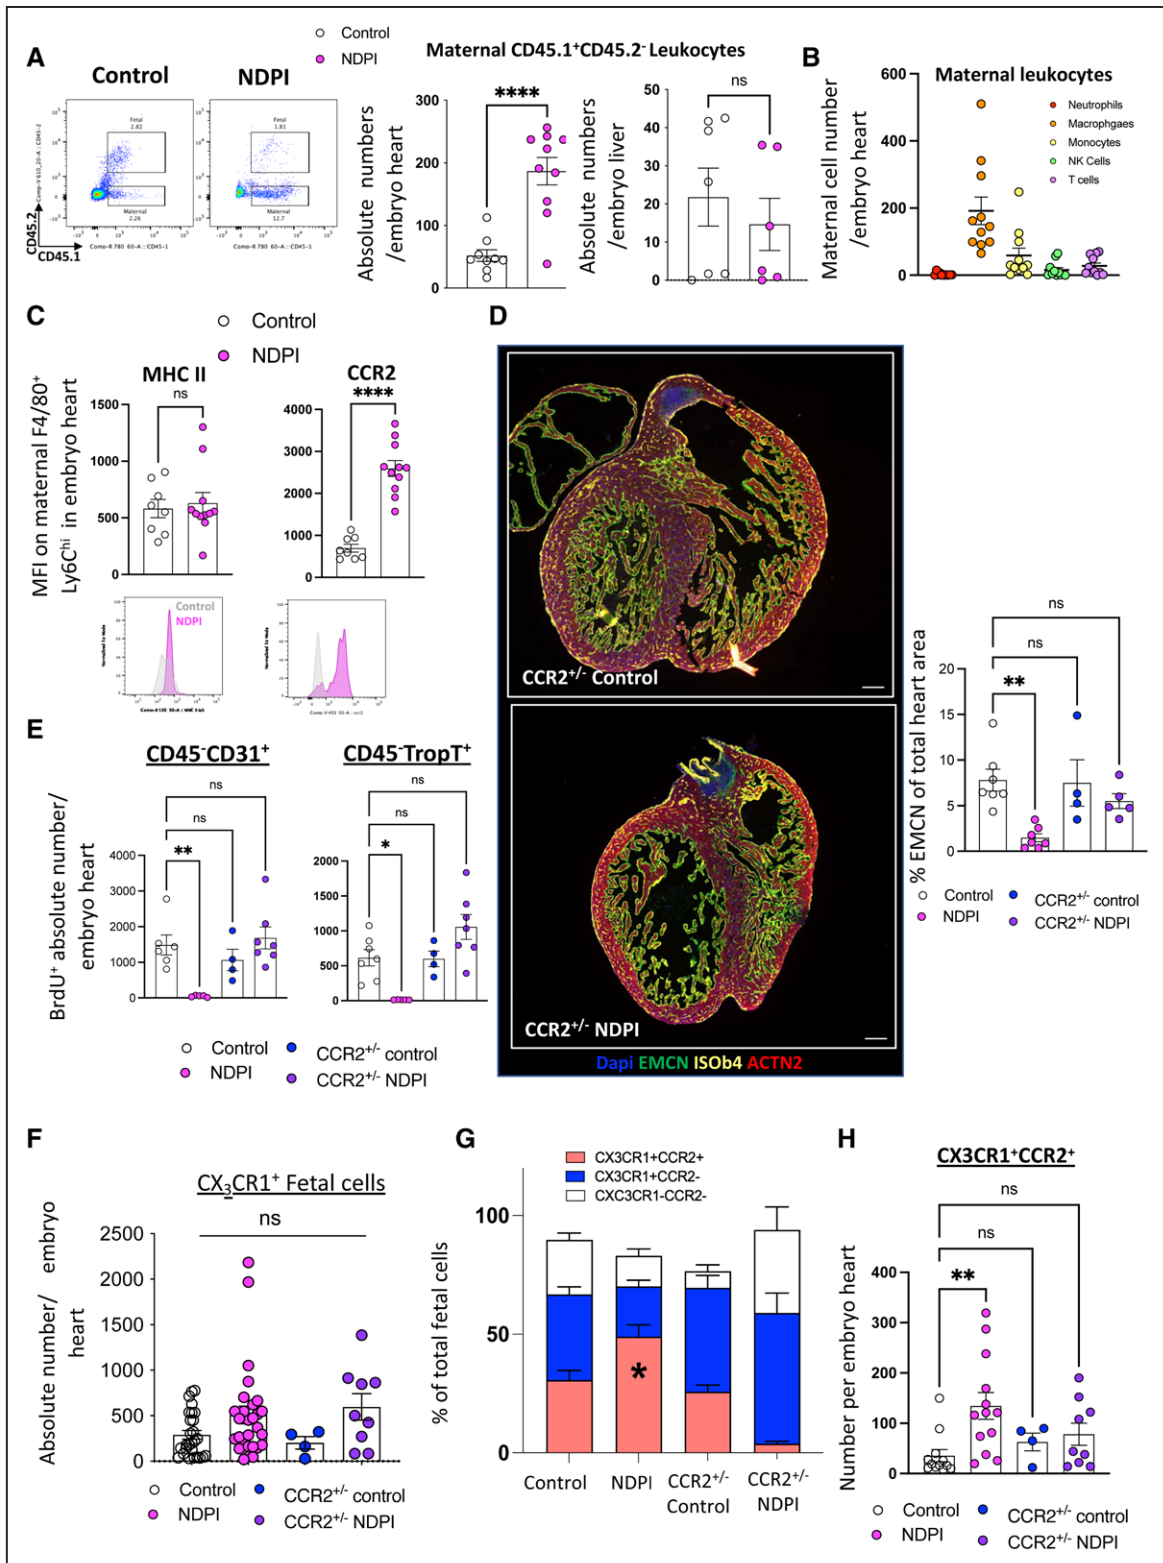 A
Control
NDPI
Control
NDPI
Maternal CD45.1+CD45.2- Leukocytes
Fetal
2.82
Maternal
2.26
Fetal
1.81
Maternal
12.7
CD45.2
CD45.1
Absolute numbers
/embryo heart
300
200
100
0
****
Absolute numbers
/embryo liver
50
40
30
20
10
0
ns
B
Maternal leukocytes
Maternal cell number
/embryo heart
600
400
200
0
Neutrophils
Macrophgaes
Monocytes
NK Cells
T cells
C
Control
NDPI
MFI on maternal F4/80+
Ly6Chi in embryo heart
MHC II
ns
1500
1000
500
0
CCR2
****
4000
3000
2000
1000
0
Control
NDPI
D
CCR2+/- Control
CCR2+/- NDPI
Dapi EMCN ISOb4 ACTN2
% EMCN of total heart area
20
15
10
5
0
ns
ns
**
Control
NDPI
CCR2+/- control
CCR2+/- NDPI
E
CD45-CD31+
CD45-TropT+
BrdU+ absolute number/
embryo heart
ns
ns
**
4000
3000
2000
1000
0
ns
ns
*
2000
1500
1000
500
0
Control
NDPI
CCR2+/- control
CCR2+/- NDPI
F
CX3CR1+ Fetal cells
ns
Absolute number/ embryo
heart
2500
2000
1500
1000
500
0
Control
NDPI
CCR2+/- control
CCR2+/- NDPI
G
CX3CR1+CCR2+
CX3CR1+CCR2-
CXC3CR1-CCR2-
% of total fetal cells
100
50
0
*
Control
NDPI
CCR2+/-
Control
CCR2+/-
NDPI
H
CX3CR1+CCR2+
ns
ns
**
Number per embryo heart
400
300
200
100
0
Control
NDPI
CCR2+/- control
CCR2+/- NDPI